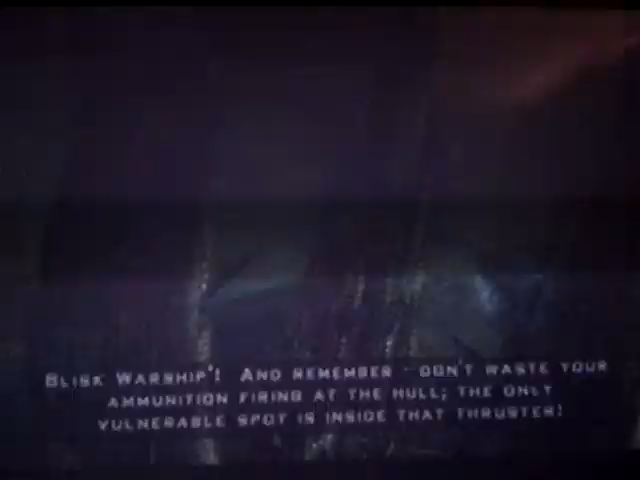 Blisk Warship'! And remember - don't waste your
ammunition firing at the hull; the only
vulnerable spot is inside that thruster!